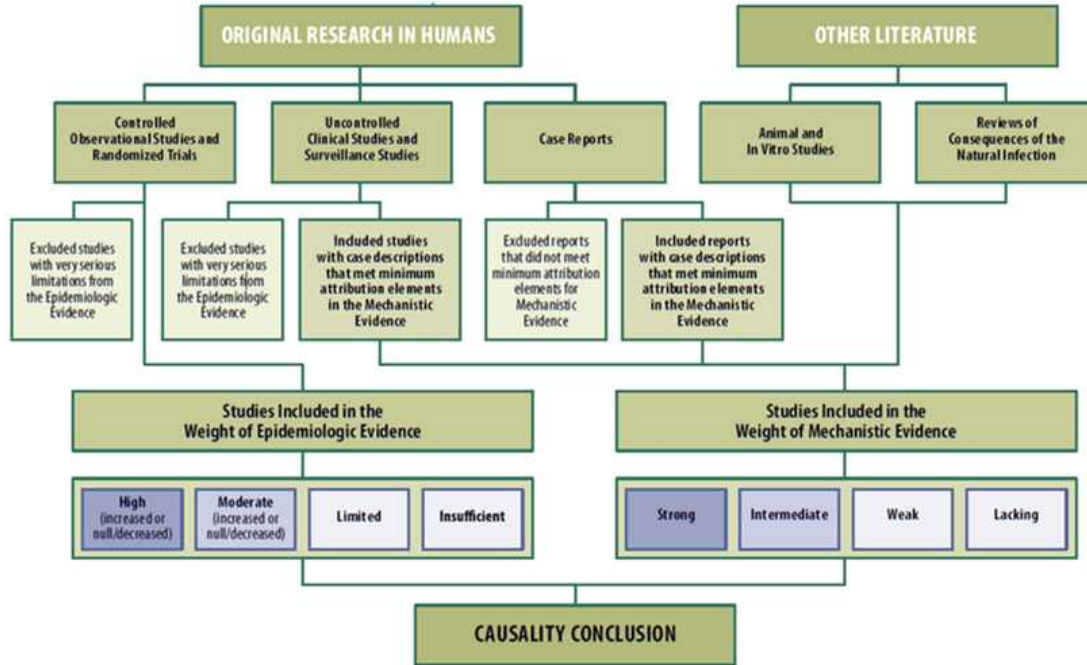 ORIGINAL RESEARCH IN HUMANS
OTHER LITERATURE
Controlled
Observational Studies and
Randomized Trials
Uncontrolled
Clinical Studies and
Surveillance Studies
Case Reports
Animal and
In Vitro Studies
Reviews of
Consequences of the
Natural Infection
Excluded studies
with very serious
limitations from
the Epidemiologic
Evidence
Excluded studies
with very serious
limitations from
the Epidemiologic
Evidence
Included studies
with case descriptions
that met minimum
attribution elements
in the Mechanistic
Evidence
Excluded reports
that did not meet
minimum attribution
elements for
Mechanistic
Evidence
Included reports
with case descriptions
that met minimum
attribution elements
in the Mechanistic
Evidence
Studies Included in the
Weight of Epidemiologic Evidence
Studies Included in the
Weight of Mechanistic Evidence
High
(increased or
null/decreased)
Moderate
(increased or
null/decreased)
Limited
Insufficient
Strong
Intermediate
Weak
Lacking
CAUSALITY CONCLUSION